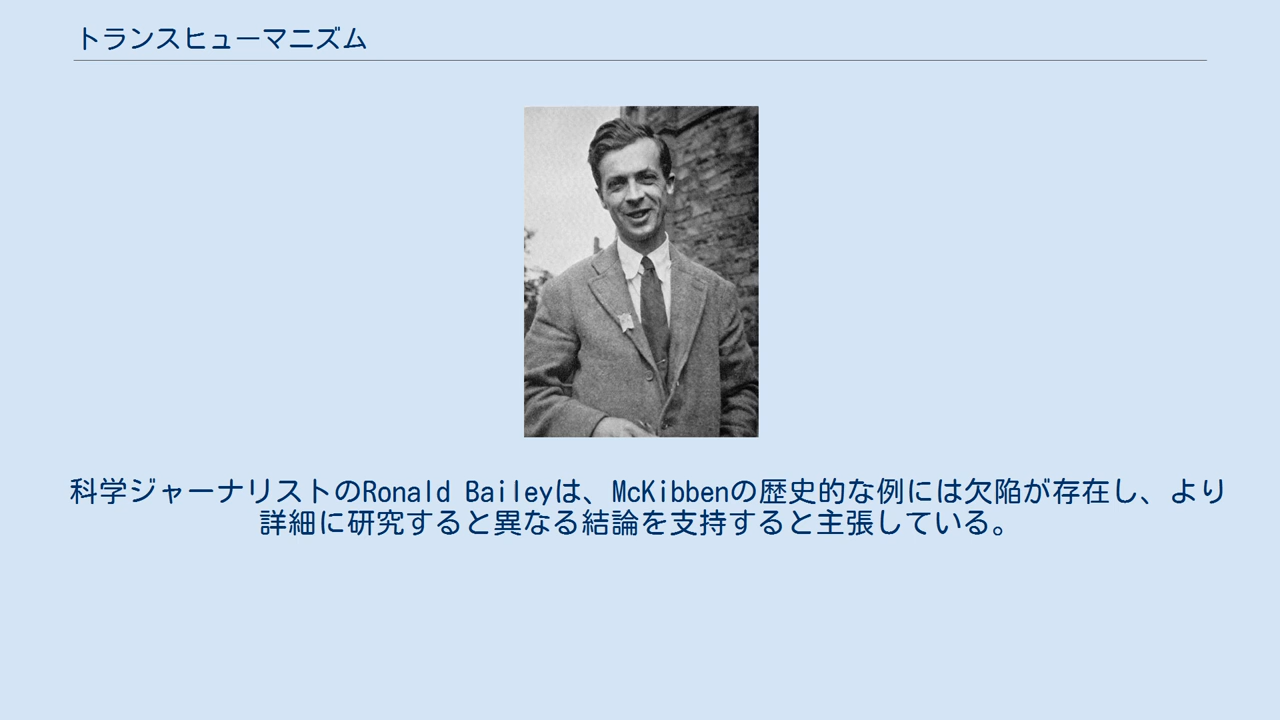 トランスヒューマニズム
科学ジャーナリストのRonald Baileyは、McKibbenの歴史的な例には欠陥が存在し、より
詳細に研究すると異なる結論を支持すると主張している。